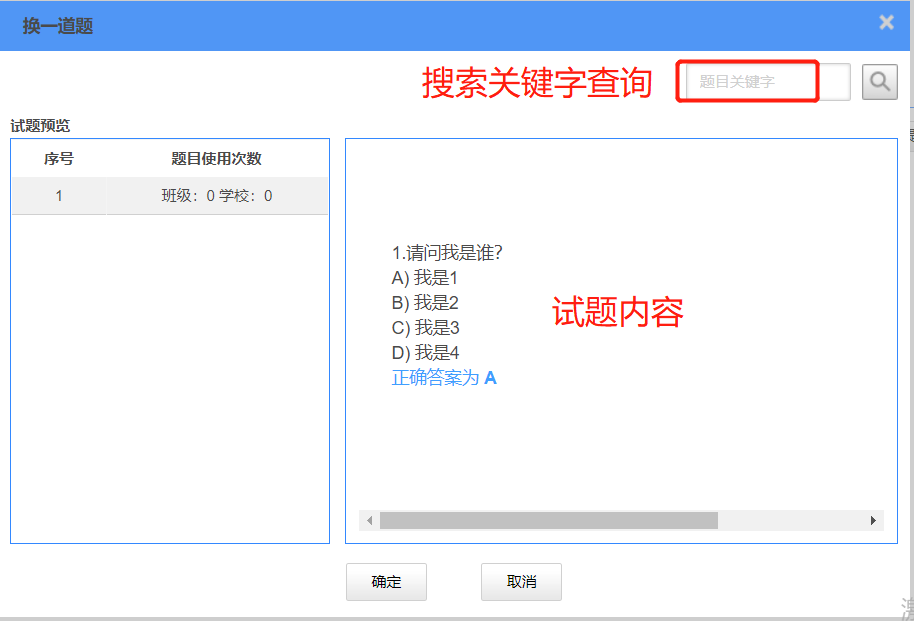 换一道题
搜索关键字查询
题目关键字
试题预览
序号 题目使用次数
1 班级：0 学校：0
1.请问我是谁?
A) 我是1
B) 我是2
C) 我是3
D) 我是4
正确答案为 A
试题内容
确定 取消